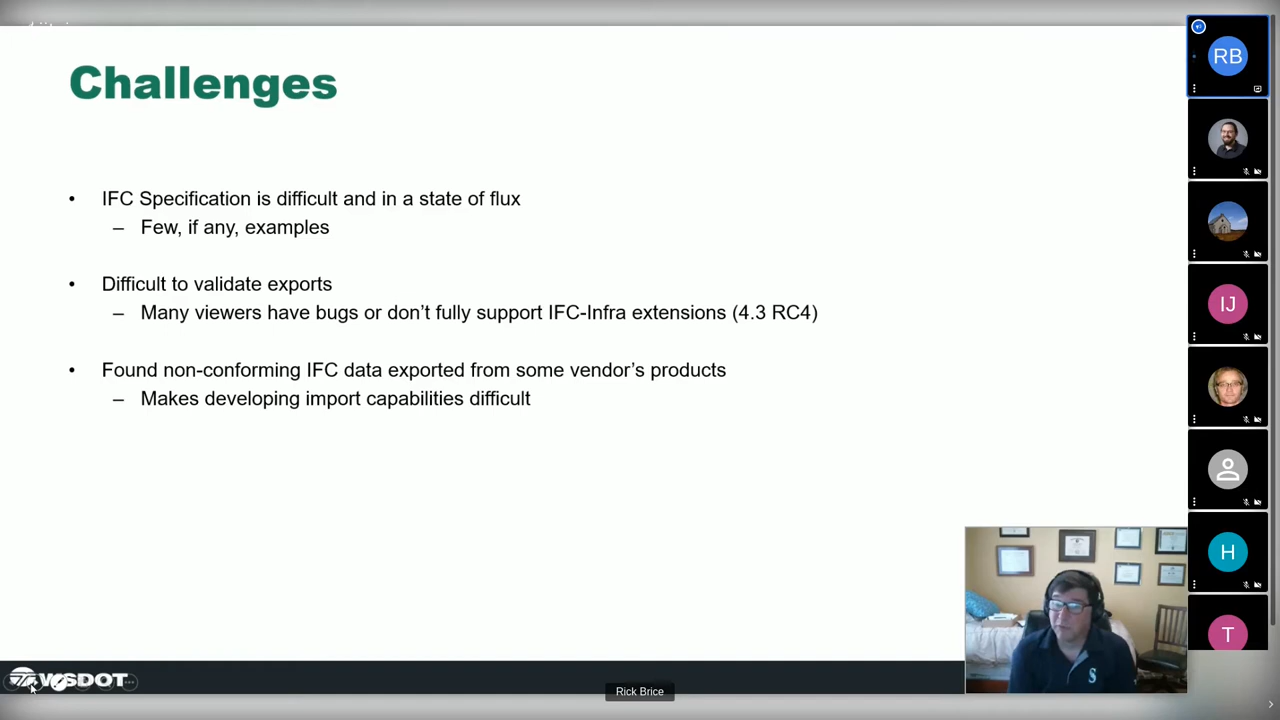 Challenges
• IFC Specification is difficult and in a state of flux
– Few, if any, examples
• Difficult to validate exports
– Many viewers have bugs or don't fully support IFC-Infra extensions (4.3 RC4)
• Found non-conforming IFC data exported from some vendor's products
– Makes developing import capabilities difficult
WSDOT
Rick Brice
RB
IJ
H
T
S